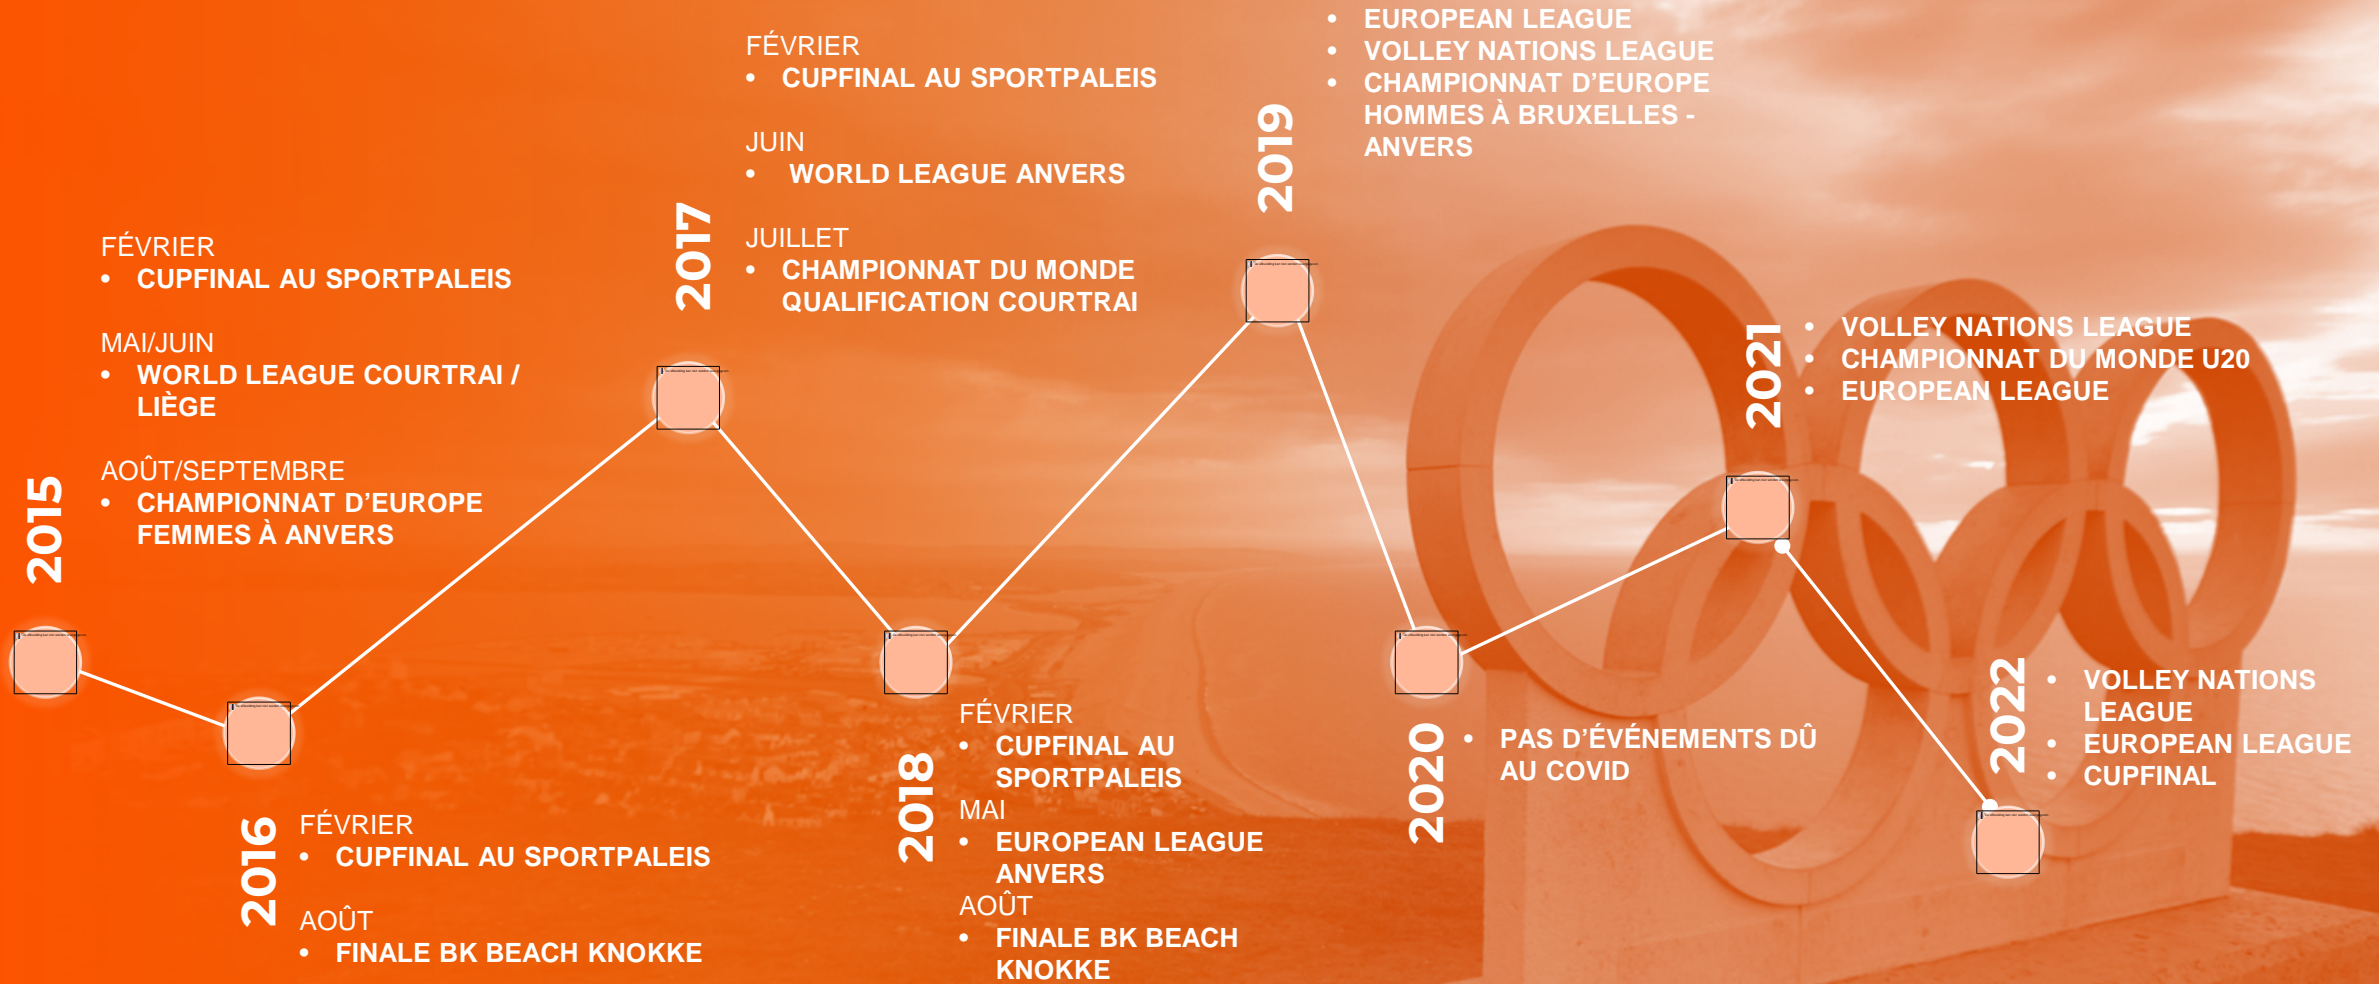 2015
FÉVRIER
• CUPFINAL AU SPORTPALEIS
MAI/JUIN
• WORLD LEAGUE COURTRAI /
LIÈGE
AOÛT/SEPTEMBRE
• CHAMPIONNAT D’EUROPE
FEMMES À ANVERS
2016
FÉVRIER
• CUPFINAL AU SPORTPALEIS
AOÛT
• FINALE BK BEACH KNOKKE
2017
FÉVRIER
• CUPFINAL AU SPORTPALEIS
JUIN
• WORLD LEAGUE ANVERS
JUILLET
• CHAMPIONNAT DU MONDE
QUALIFICATION COURTRAI
2018
FÉVRIER
• CUPFINAL AU
SPORTPALEIS
MAI
• EUROPEAN LEAGUE
ANVERS
AOÛT
• FINALE BK BEACH
KNOKKE
2019
• EUROPEAN LEAGUE
• VOLLEY NATIONS LEAGUE
• CHAMPIONNAT D’EUROPE
HOMMES À BRUXELLES -
ANVERS
2020
• PAS D’ÉVÉNEMENTS DÛ
AU COVID
2021
• VOLLEY NATIONS LEAGUE
• CHAMPIONNAT DU MONDE U20
• EUROPEAN LEAGUE
2022
• VOLLEY NATIONS
LEAGUE
• EUROPEAN LEAGUE
• CUPFINAL